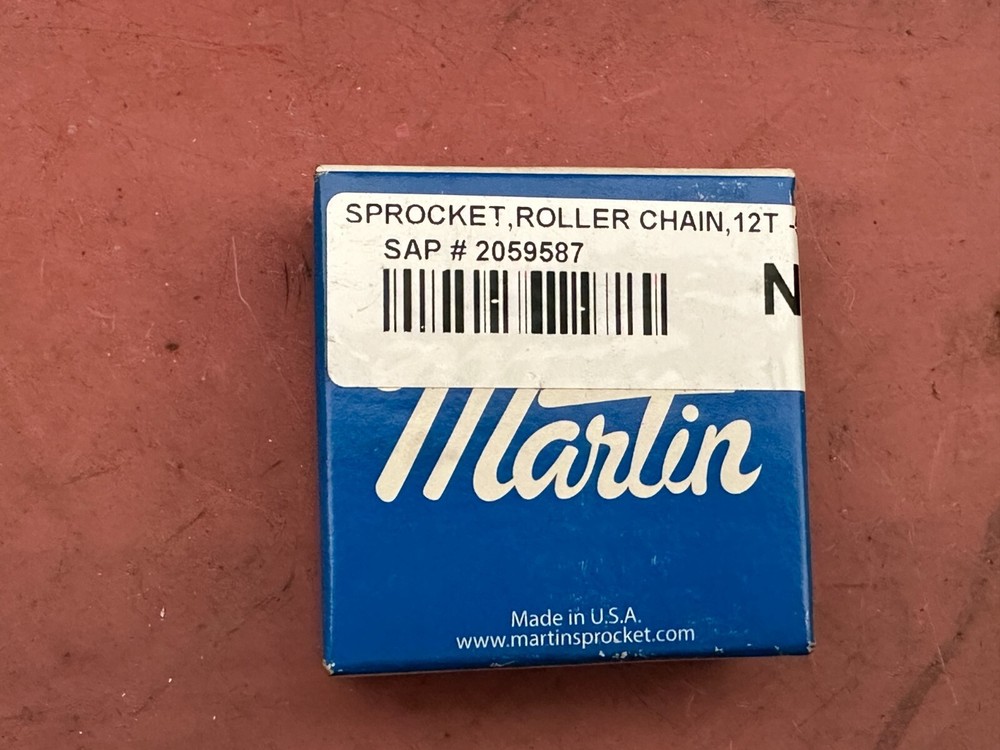 SPROCKET,ROLLER CHAIN,12T -
SAP # 2059587
N
Martin
Made in U.S.A.
www.martinsprocket.com